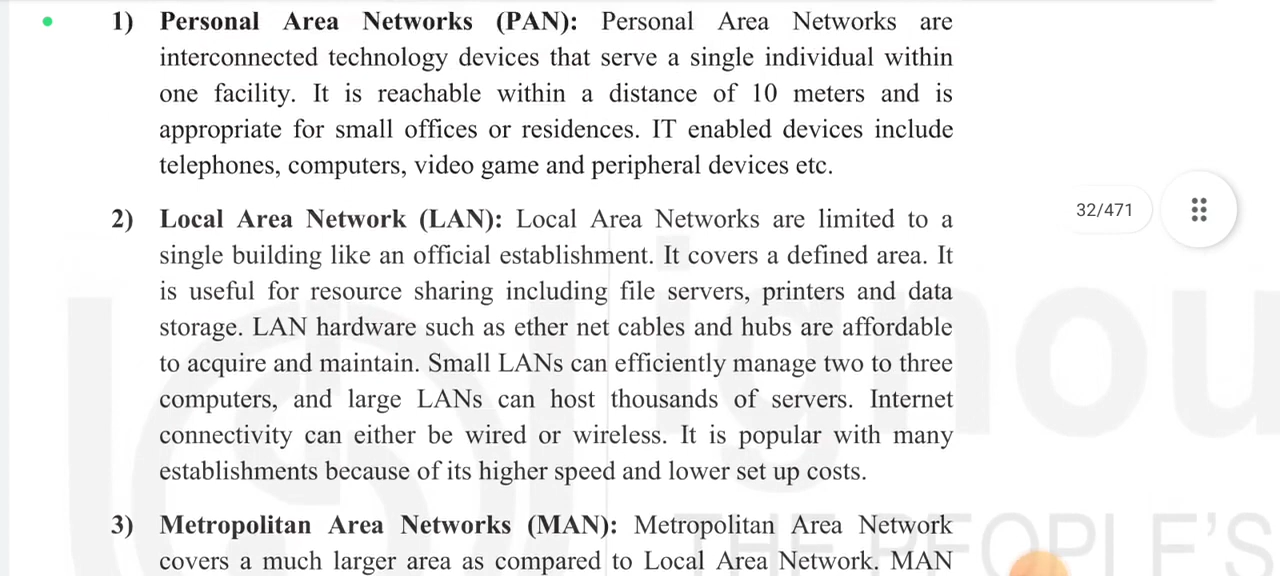 1) Personal Area Networks (PAN): Personal Area Networks are
interconnected technology devices that serve a single individual within
one facility. It is reachable within a distance of 10 meters and is
appropriate for small offices or residences. IT enabled devices include
telephones, computers, video game and peripheral devices etc.
2) Local Area Network (LAN): Local Area Networks are limited to a
single building like an official establishment. It covers a defined area. It
is useful for resource sharing including file servers, printers and data
storage. LAN hardware such as ether net cables and hubs are affordable
to acquire and maintain. Small LANs can efficiently manage two to three
computers, and large LANs can host thousands of servers. Internet
connectivity can either be wired or wireless. It is popular with many
establishments because of its higher speed and lower set up costs.
3) Metropolitan Area Networks (MAN): Metropolitan Area Network
covers a much larger area as compared to Local Area Network. MAN
32/471
ignou
THE PEOPLE'S